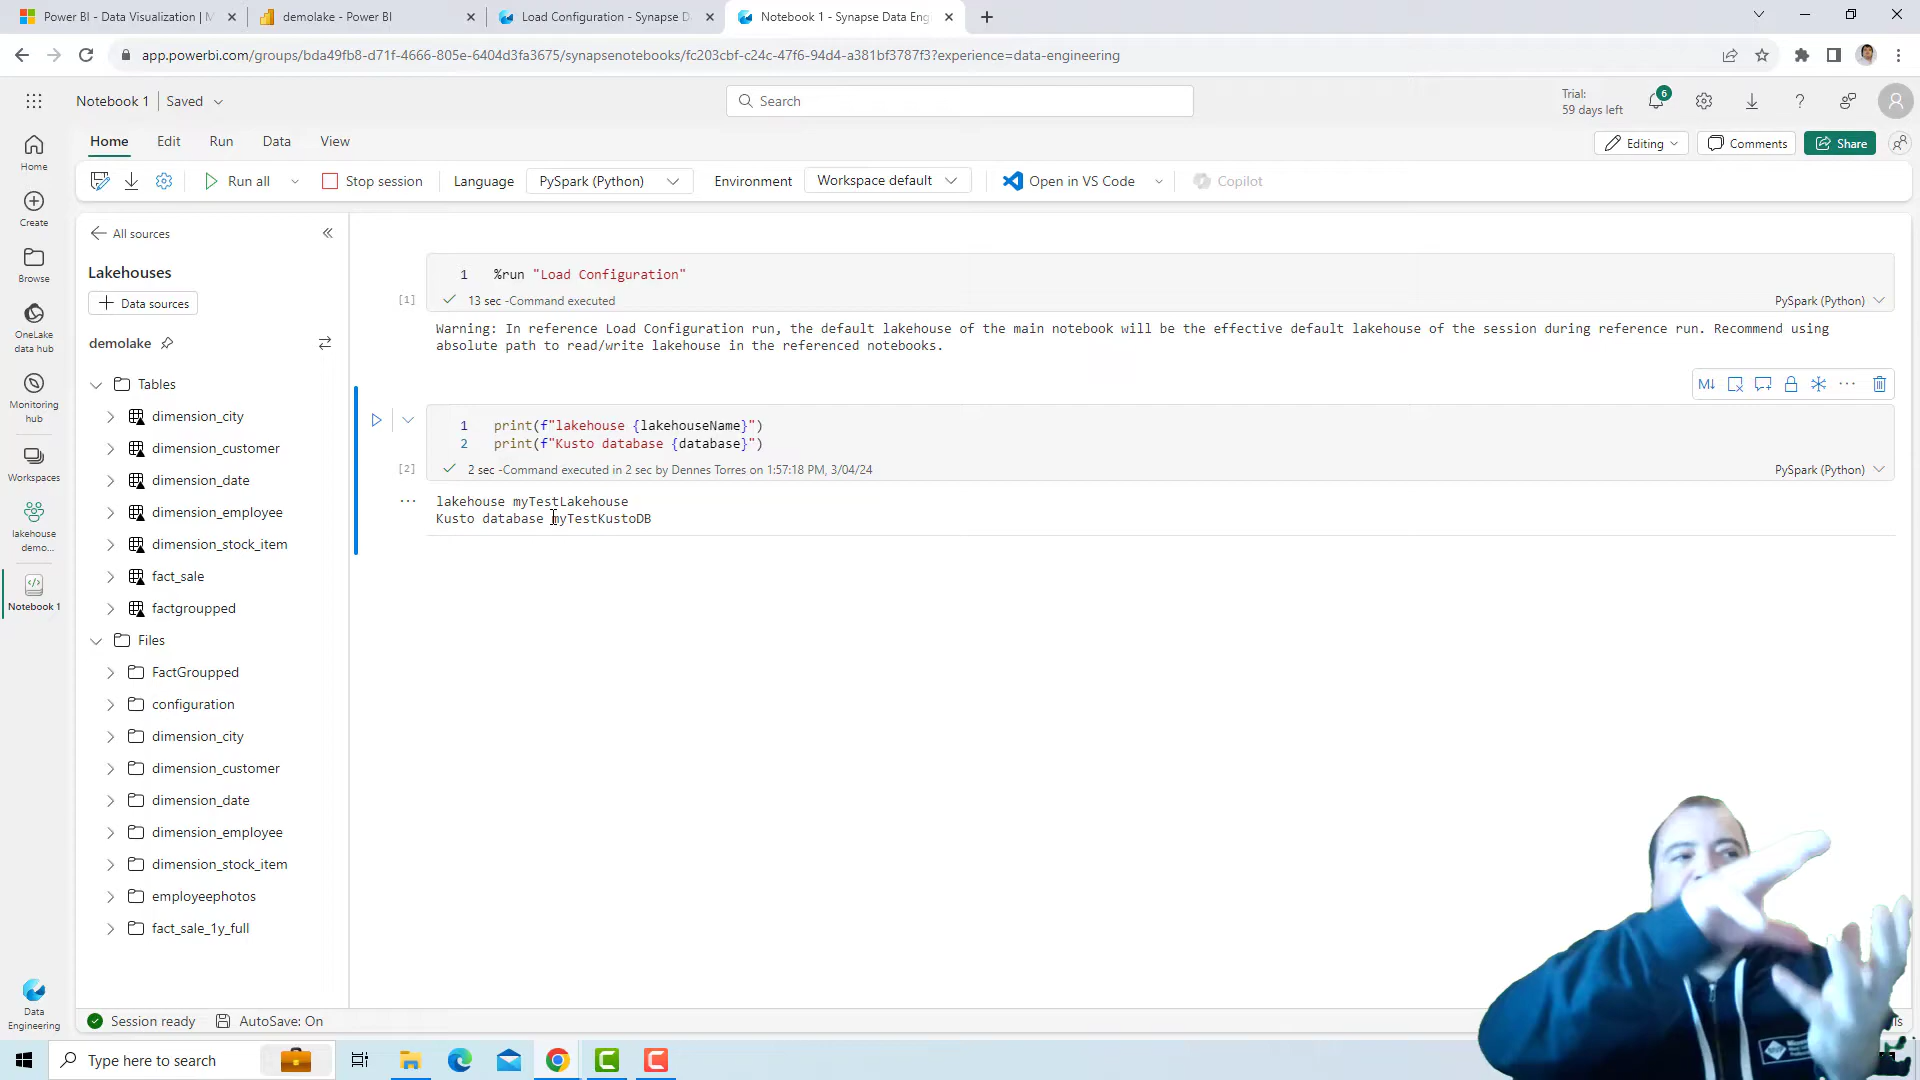 Power BI - Data Visualization | M
demolake - Power BI
Load Configuration - Synapse D
Notebook 1 - Synapse Data Eng
app.powerbi.com/groups/bda49fb8-d71f-4666-805e-6404d3fa3675/synapsenotebooks/fc203cbf-c24c-47f6-94d4-a381bf3787f3?experience=data-engineering
Notebook 1 | Saved
Search
Trial:
59 days left
6
Home
Edit
Run
Data
View
Editing
Comments
Share
Run all
Stop session
Language
PySpark (Python)
Environment
Workspace default
Open in VS Code
Copilot
Home
Create
Browse
OneLake
data hub
Monitoring
hub
Workspaces
lakehouse
demo...
Notebook 1
Data
Engineering
All sources
Lakehouses
Data sources
demolake
Tables
dimension_city
dimension_customer
dimension_date
dimension_employee
dimension_stock_item
fact_sale
factgroupped
Files
FactGroupped
configuration
dimension_city
dimension_customer
dimension_date
dimension_employee
dimension_stock_item
employeephotos
fact_sale_1y_full
1 %run "Load Configuration"
[1] 13 sec -Command executed
PySpark (Python)
Warning: In reference Load Configuration run, the default lakehouse of the main notebook will be the effective default lakehouse of the session during reference run. Recommend using
absolute path to read/write lakehouse in the referenced notebooks.
M↓
1 print(f"lakehouse {lakehouseName}")
2 print(f"Kusto database {database}")
[2] 2 sec -Command executed in 2 sec by Dennes Torres on 1:57:18 PM, 3/04/24
PySpark (Python)
lakehouse myTestLakehouse
Kusto database myTestKustoDB
Session ready
AutoSave: On
Type here to search